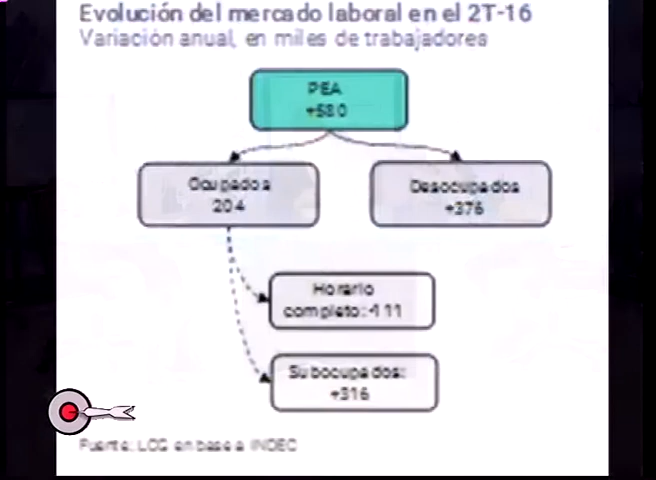 Evolución del mercado laboral en el 2T-16
Variación anual, en miles de trabajadores
PEA
+580
Ocupados
204
Desocupados
+376
Horario
completo: -111
Subocupados:
+316
Fuente: LCG en base a INDEC